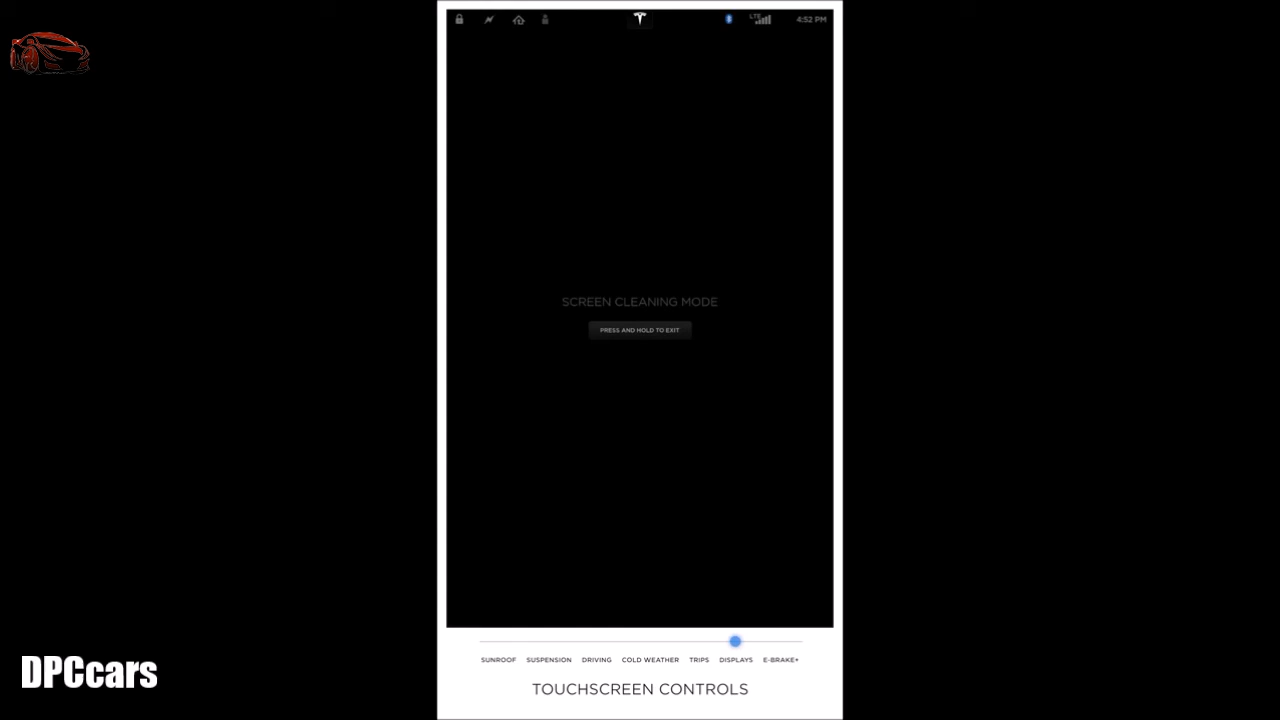 LTE
4:52 PM
SCREEN CLEANING MODE
PRESS AND HOLD TO EXIT
SUNROOF SUSPENSION DRIVING COLD WEATHER TRIPS DISPLAYS E-BRAKE+
TOUCHSCREEN CONTROLS
DPCcars